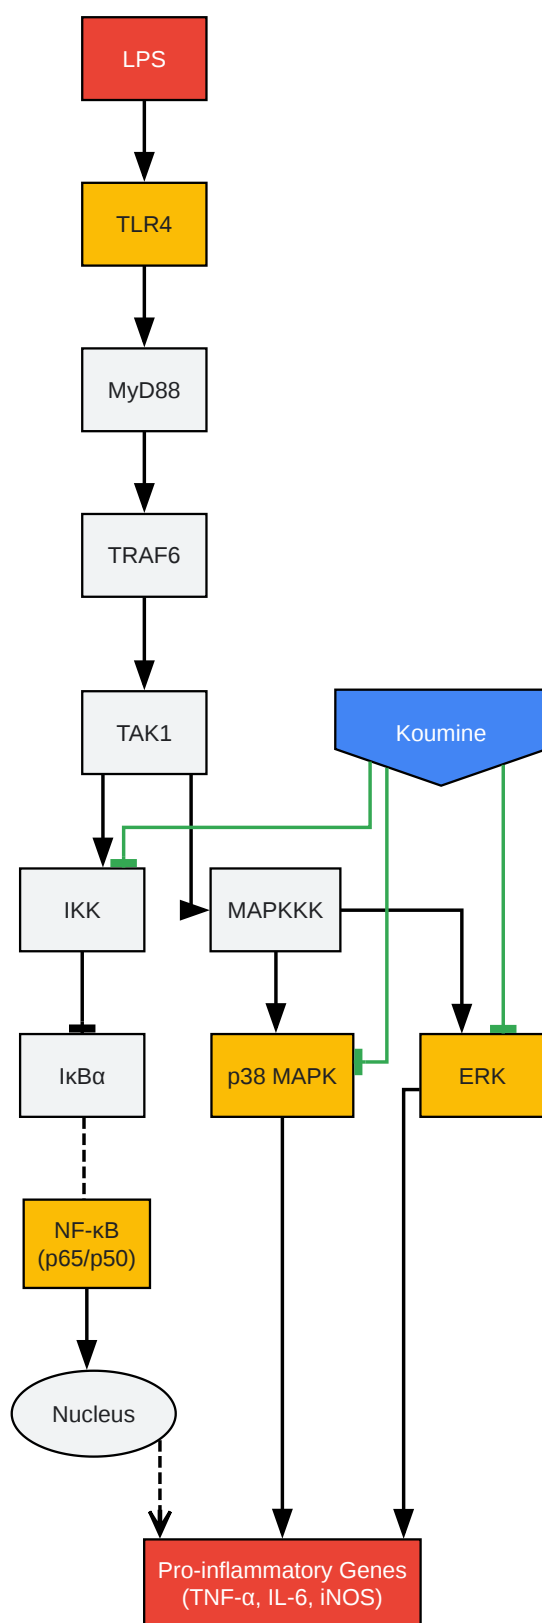 LPS
TLR4
MyD88
TRAF6
TAK1
Koumine
IKK
MAPKKK
IκBα
p38 MAPK
ERK
NF-κB
(p65/p50)
Nucleus
Pro-inflammatory Genes
(TNF-α, IL-6, iNOS)